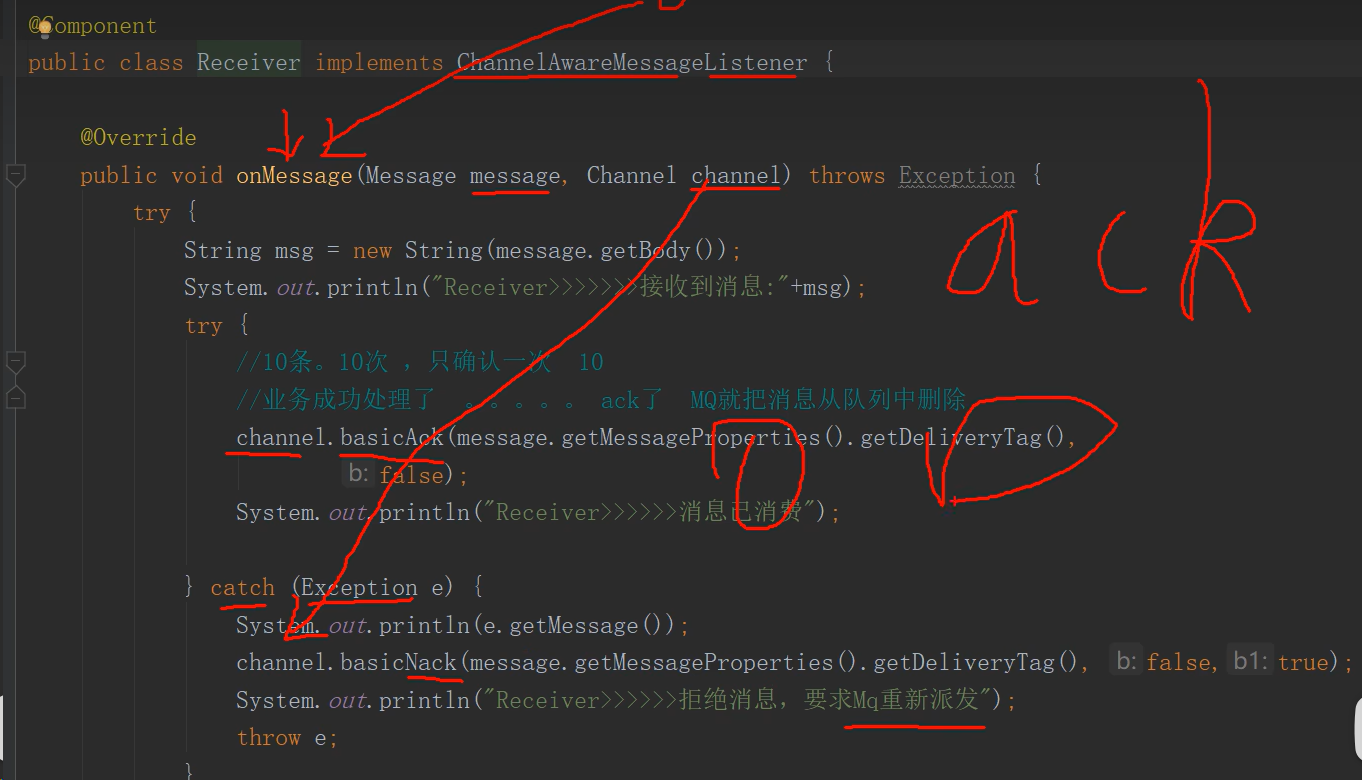 @Component
public class Receiver implements ChannelAwareMessageListener {
@Override
public void onMessage(Message message, Channel channel) throws Exception {
try {
String msg = new String(message.getBody());
System.out.println("Receiver>>>>>>>接收到消息:"+msg);
ack
try {
//10条。10次 ，只确认一次  10
//业务成功处理了  。。。。。 ack了  MQ就把消息从队列中删除
channel.basicAck(message.getMessageProperties().getDeliveryTag(),
b: false);
System.out.println("Receiver>>>>>>消息已消费");
} catch (Exception e) {
System.out.println(e.getMessage());
channel.basicNack(message.getMessageProperties().getDeliveryTag(), b: false, b1: true);
System.out.println("Receiver>>>>>>拒绝消息，要求Mq重新派发");
throw e;
}